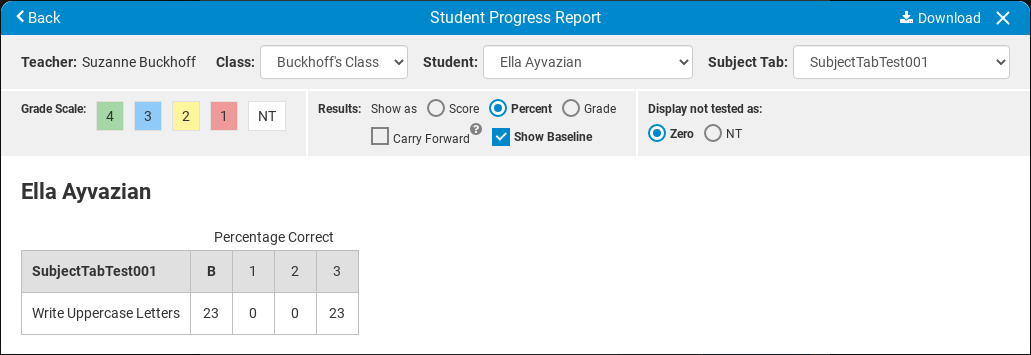 Back Student Progress Report Download
Teacher: Suzanne Buckhoff Class: Buckhoff's Class Student: Ella Ayvazian Subject Tab: SubjectTabTest001
Grade Scale: 4 3 2 1 NT
Results: Show as Score Percent Grade
Carry Forward ? Show Baseline
Display not tested as:
Zero NT
Ella Ayvazian
Percentage Correct
SubjectTabTest001 B 1 2 3
Write Uppercase Letters 23 0 0 23